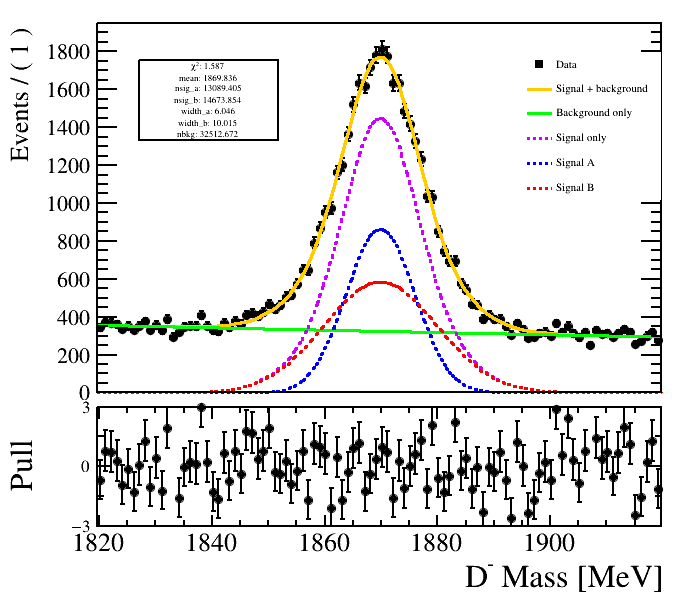 Events / ( 1 )
1800
1600
1400
1200
1000
800
600
400
200
0
χ²: 1.587
mean: 1869.836
nsig_a: 13089.405
nsig_b: 14673.854
width_a: 6.046
width_b: 10.015
nbkg: 32512.672
Data
Signal + background
Background only
Signal only
Signal A
Signal B
Pull
3
0
−3
1820 1840 1860 1880 1900
D⁻ Mass [MeV]